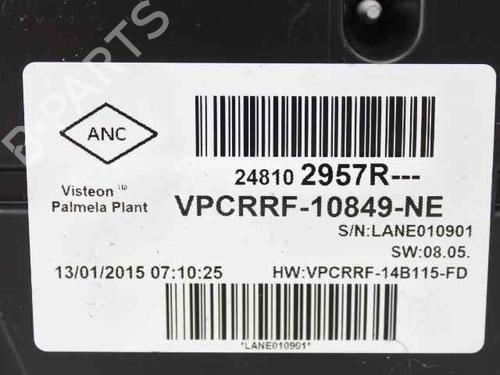 B-PARTS
ANC
Visteon ™
Palmela Plant
24810 2957R---
VPCRRF-10849-NE
S/N:LANE010901
SW:08.05.
13/01/2015 07:10:25
HW:VPCRRF-14B115-FD
*LANE010901*